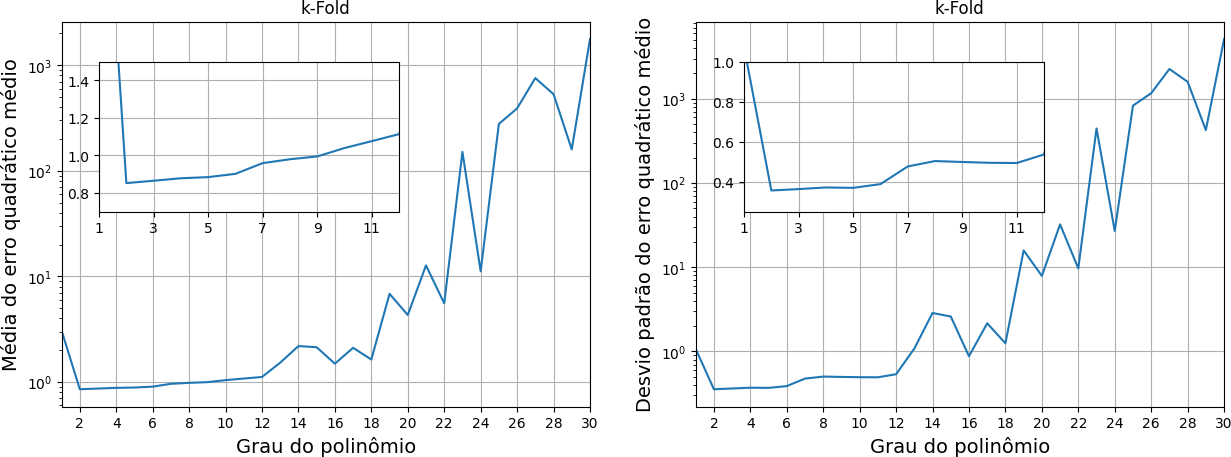 k-Fold
Média do erro quadrático médio
10³
10²
10¹
10⁰
1.4
1.2
1.0
0.8
1 3 5 7 9 11
2 4 6 8 10 12 14 16 18 20 22 24 26 28 30
Grau do polinômio
k-Fold
Desvio padrão do erro quadrático médio
10³
10²
10¹
10⁰
1.0
0.8
0.6
0.4
1 3 5 7 9 11
2 4 6 8 10 12 14 16 18 20 22 24 26 28 30
Grau do polinômio